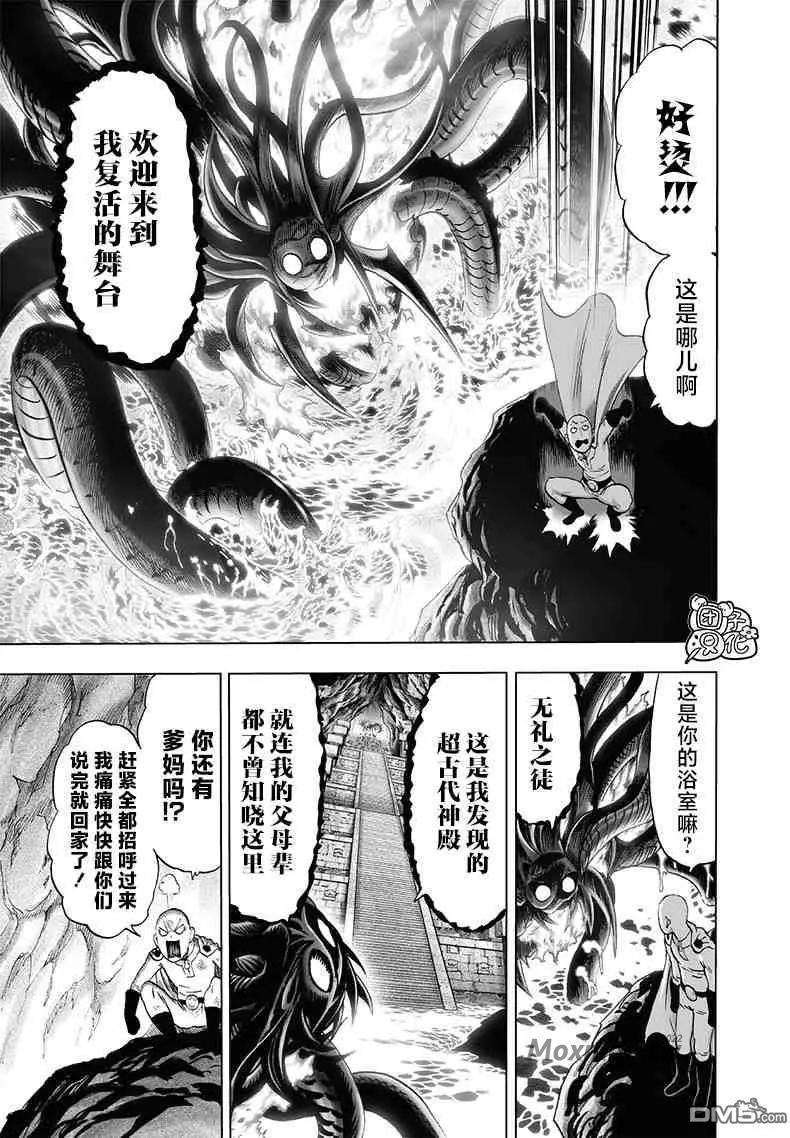 好烫!!!
这是哪儿啊
欢迎来到
我复活的舞台
团子
汉化
这是你的浴室嘛?
无礼之徒
这是我发现的
超古代神殿
就连我的父母辈
都不曾知晓这里
你还有
爹妈吗!?
赶紧全都招呼过来
我痛痛快快跟你们
说完就回家了!
022
Mox
DM5.com